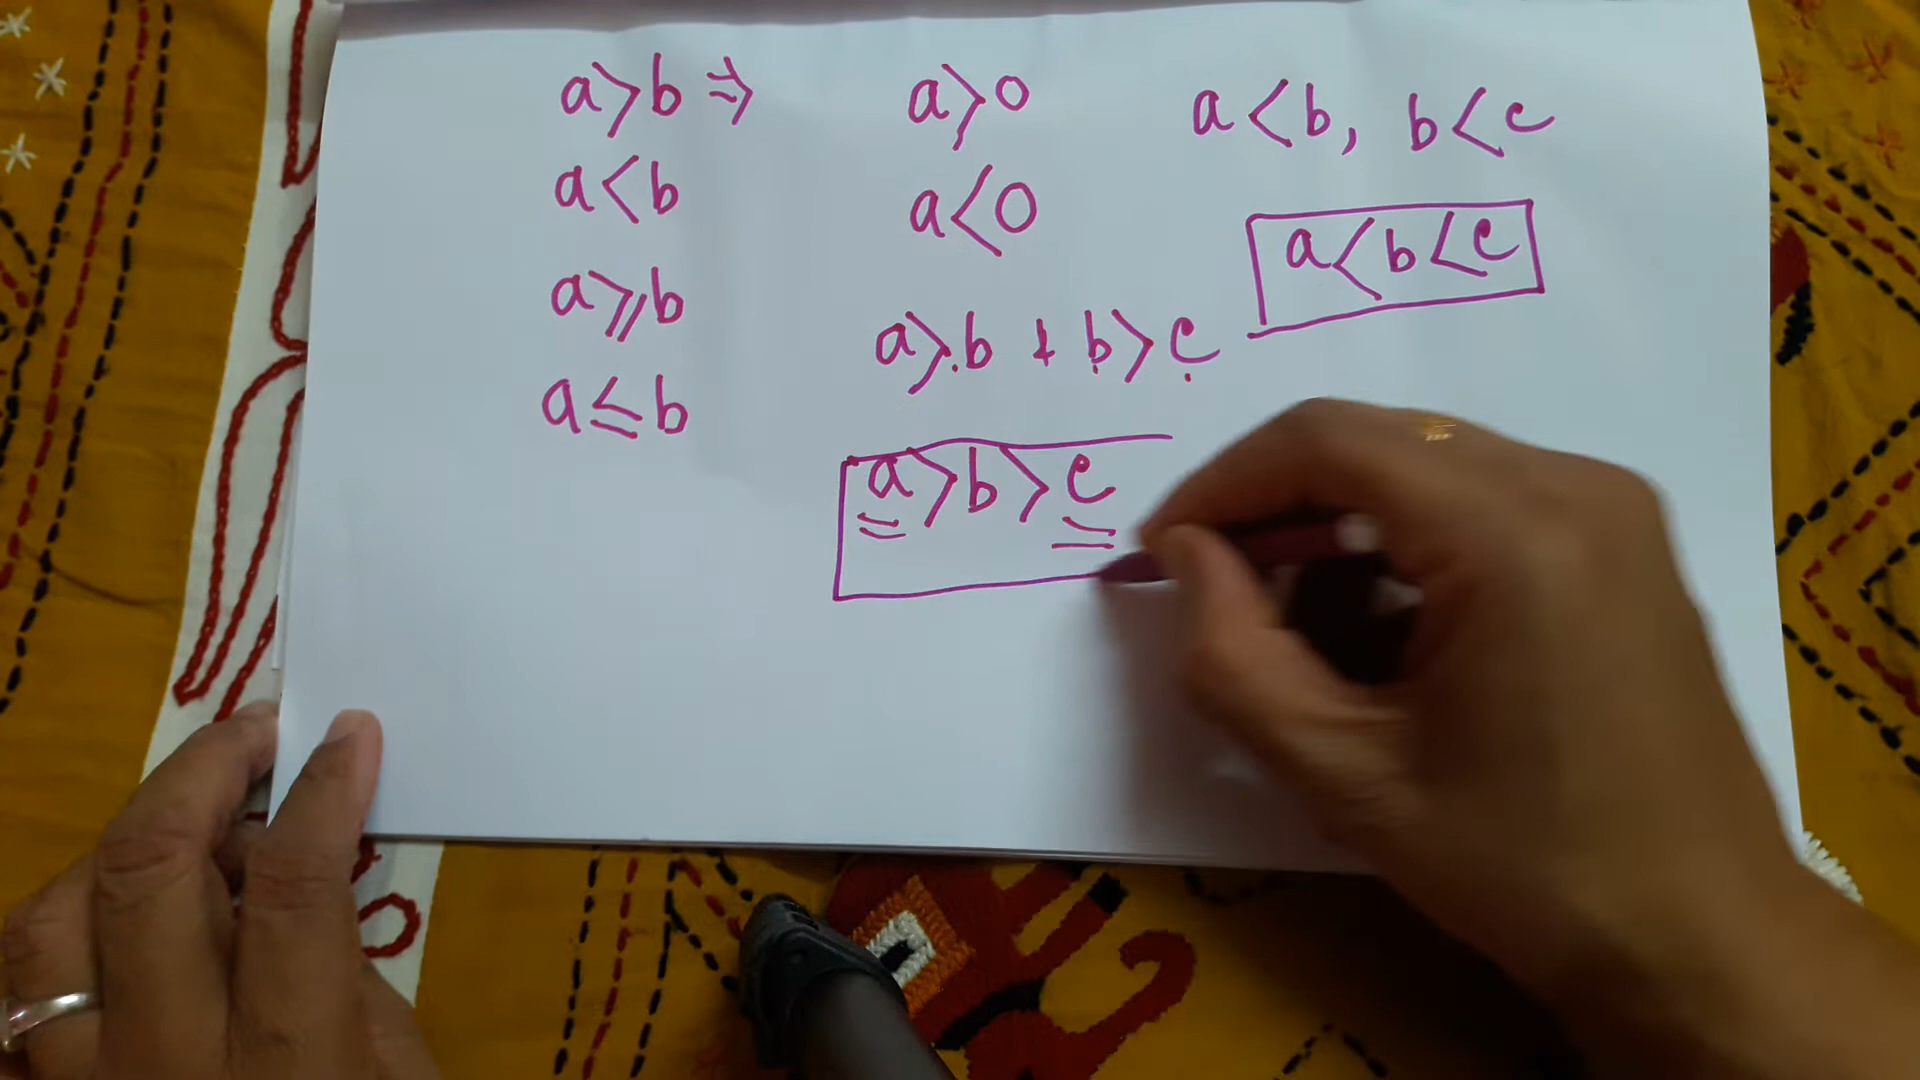 a>b ⇒
a<b
a⩾b
a≤b
a>0
a<0
a>b & b>c
a>b>c
a<b, b<c
a<b<c